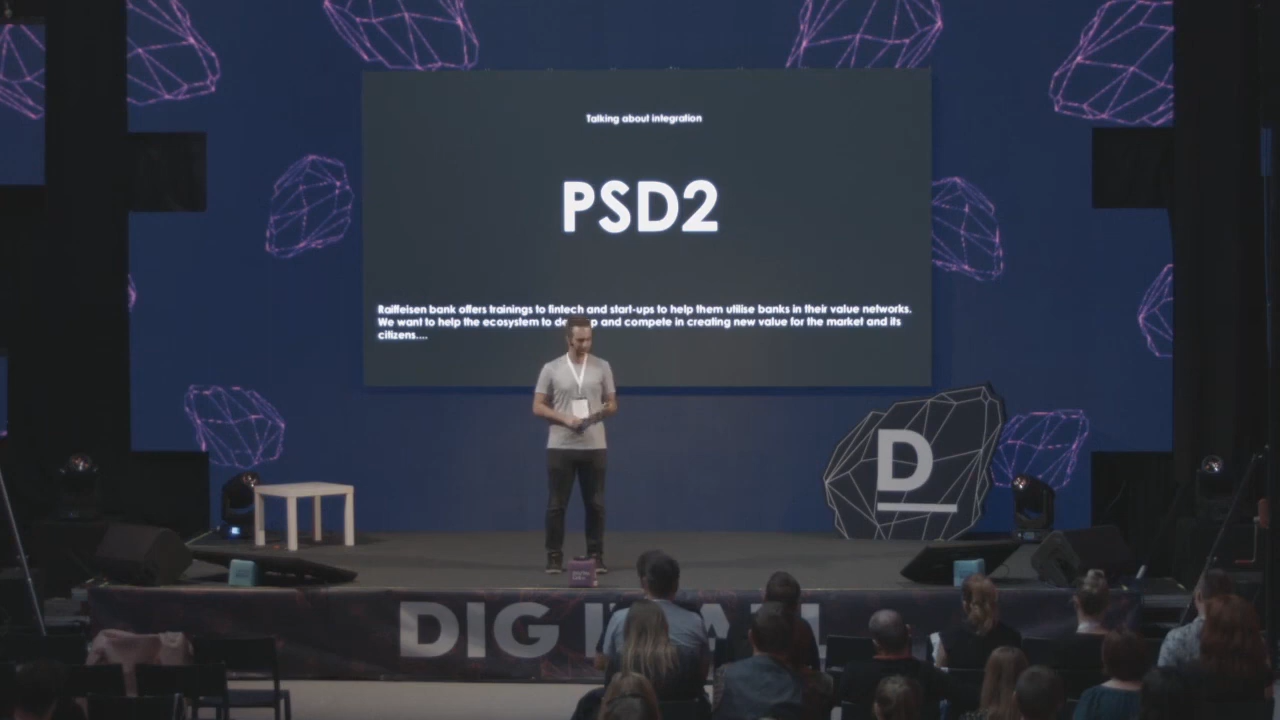 Talking about integration
PSD2
Raiffeisen bank offers trainings to fintech and start-ups to help them utilise banks in their value networks.
We want to help the ecosystem to de p and compete in creating new value for the market and its
citizens....
D
DIG